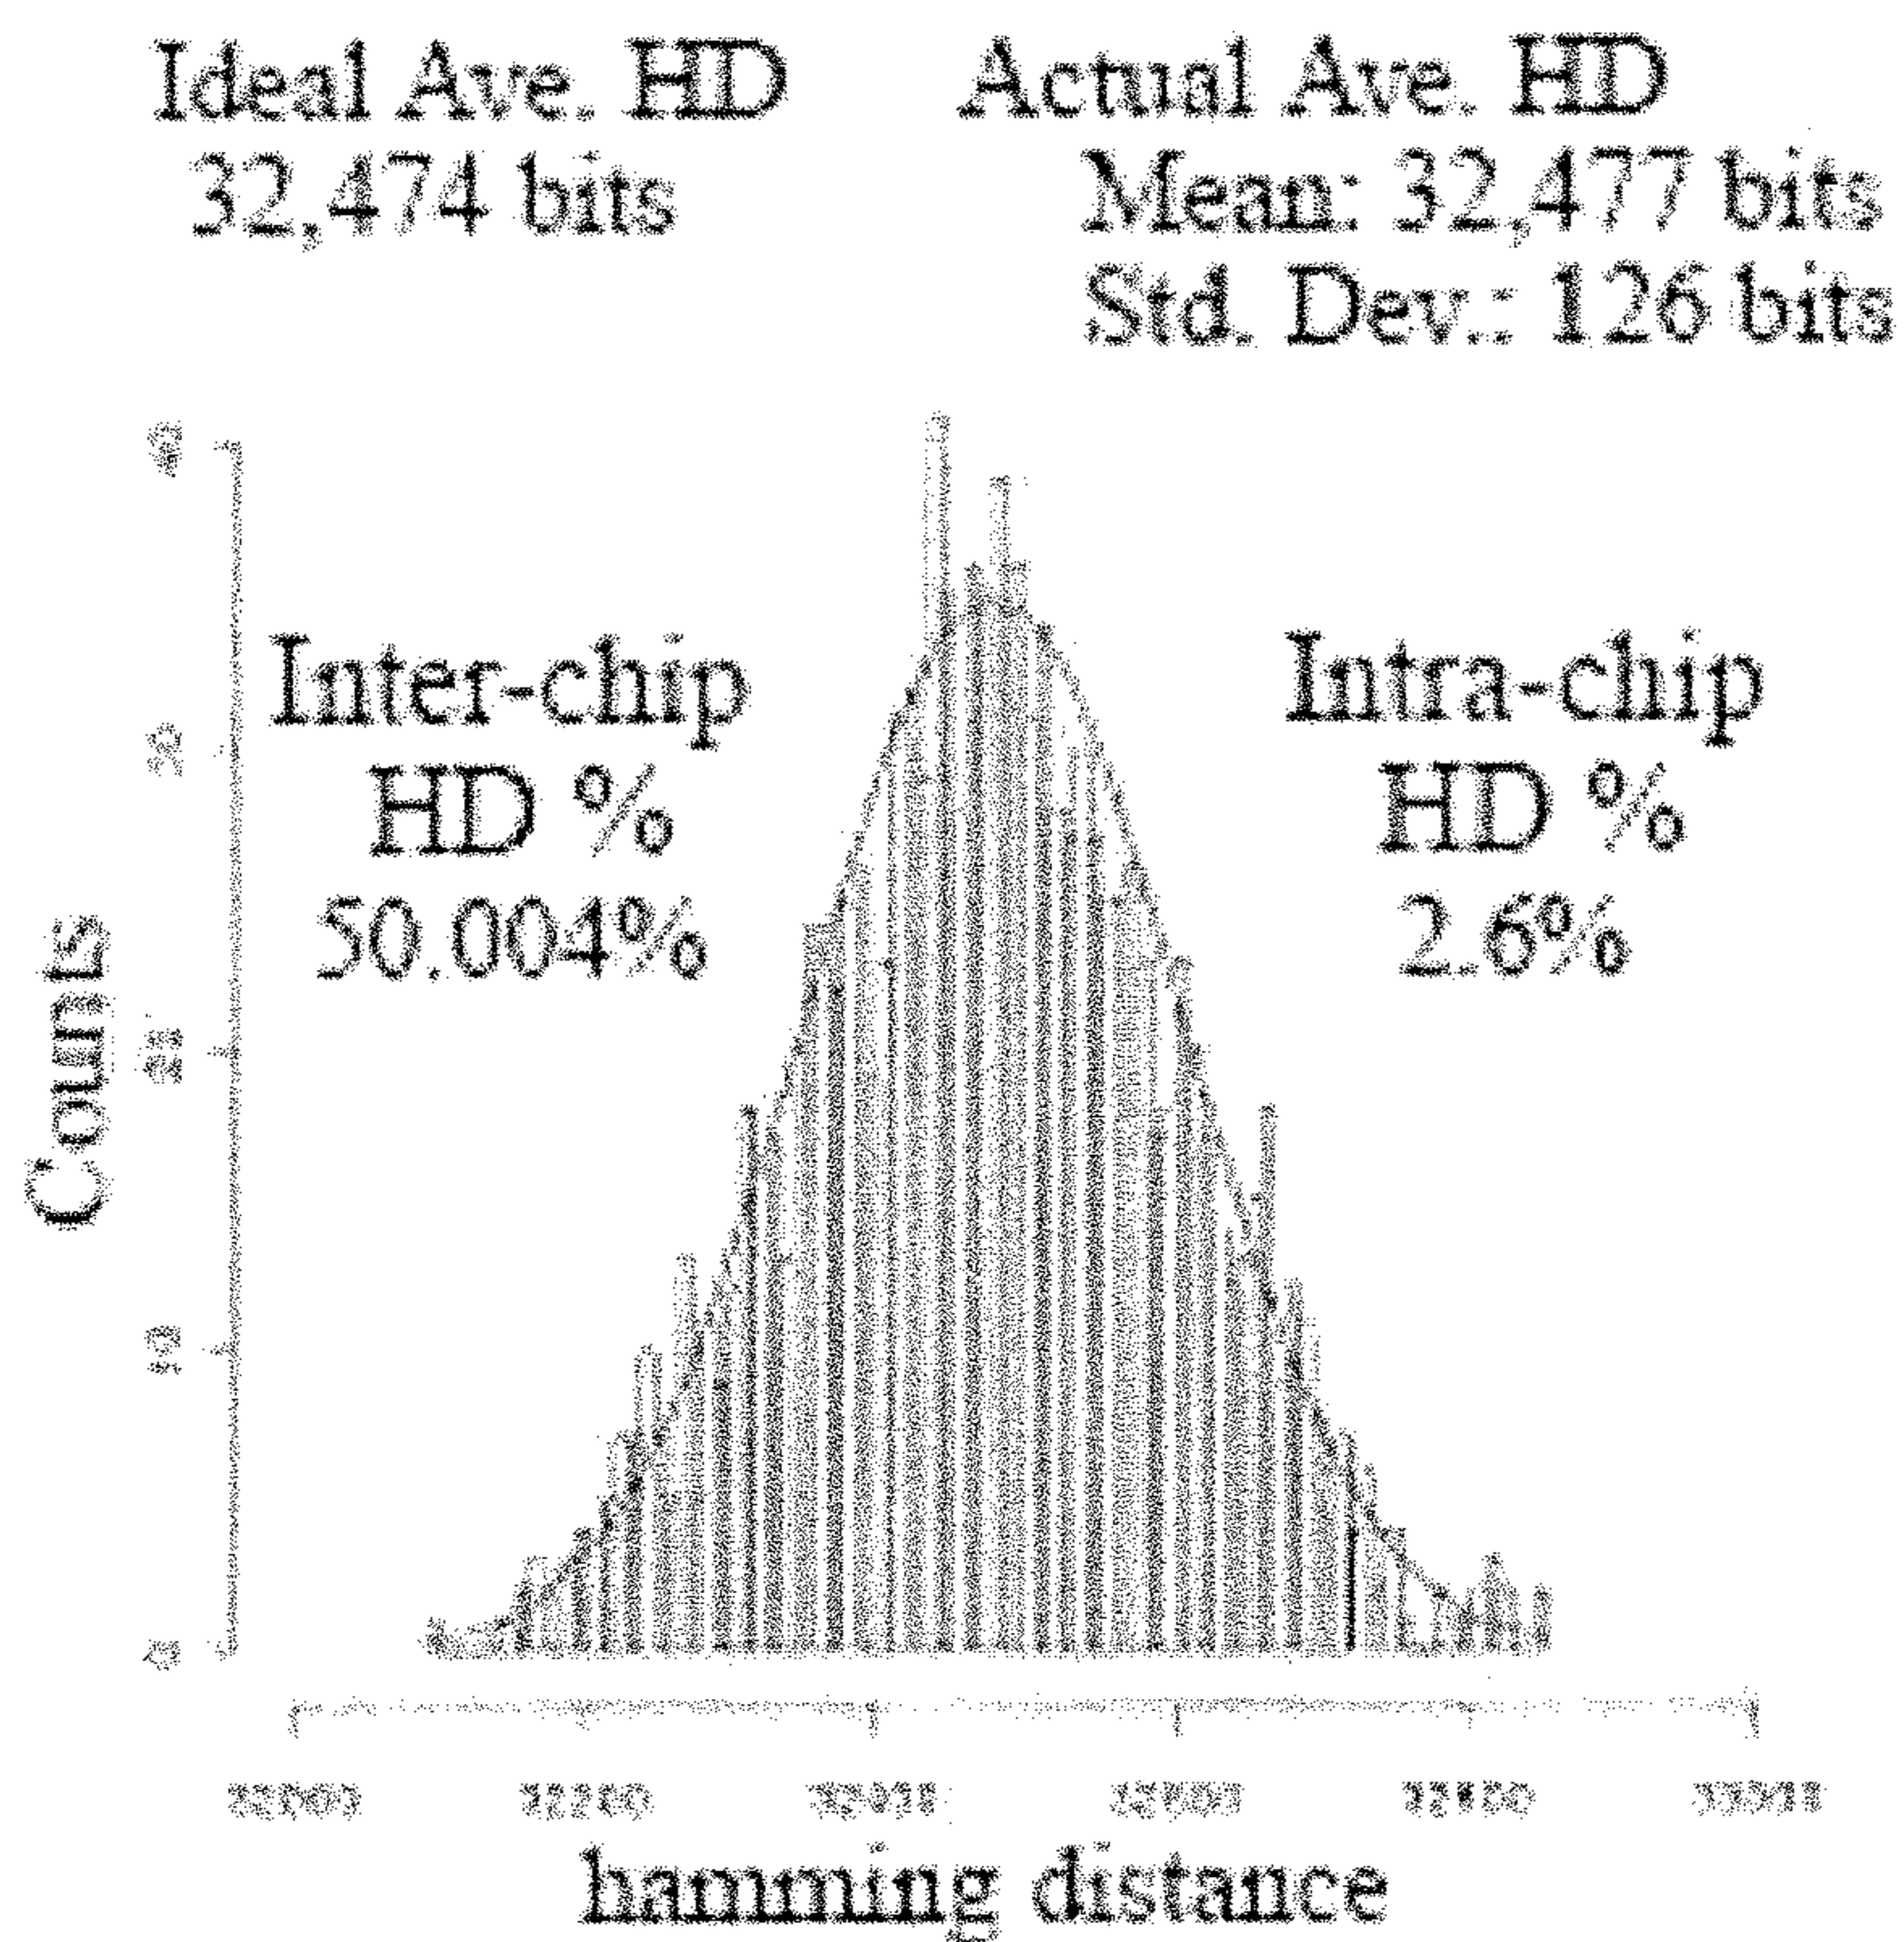 Ideal Ave. HD
32,474 bits
Actual Ave. HD
Mean: 32,477 bits
Std. Dev.: 126 bits
Inter-chip
HD %
50.004%
Intra-chip
HD %
2.6%
Counts
hamming distance